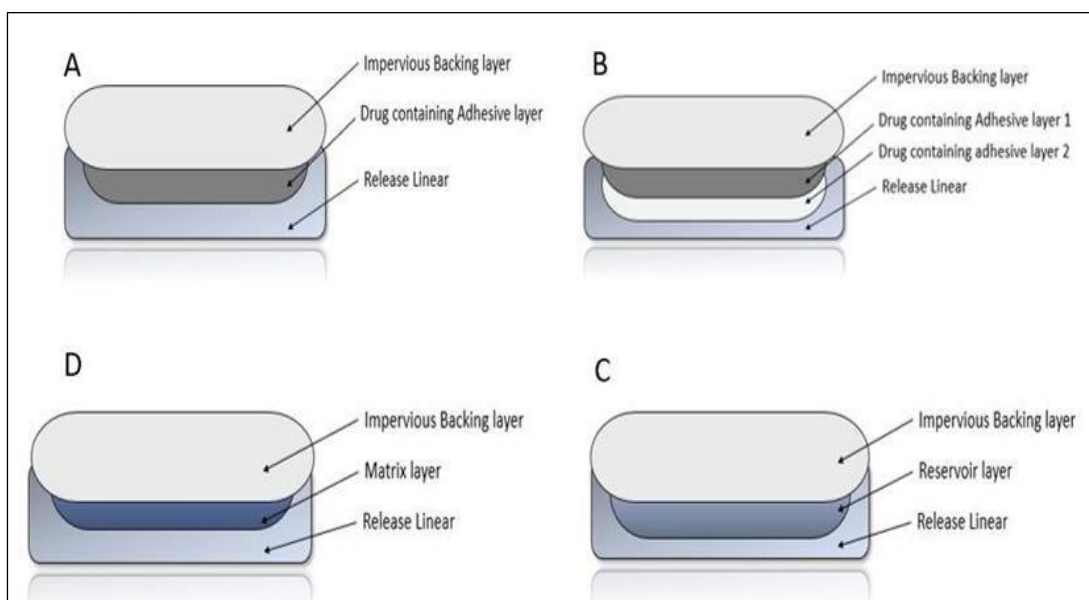 A
Impervious Backing layer
Drug containing Adhesive layer
Release Linear
B
Impervious Backing layer
Drug containing Adhesive layer 1
Drug containing adhesive layer 2
Release Linear
D
Impervious Backing layer
Matrix layer
Release Linear
C
Impervious Backing layer
Reservoir layer
Release Linear